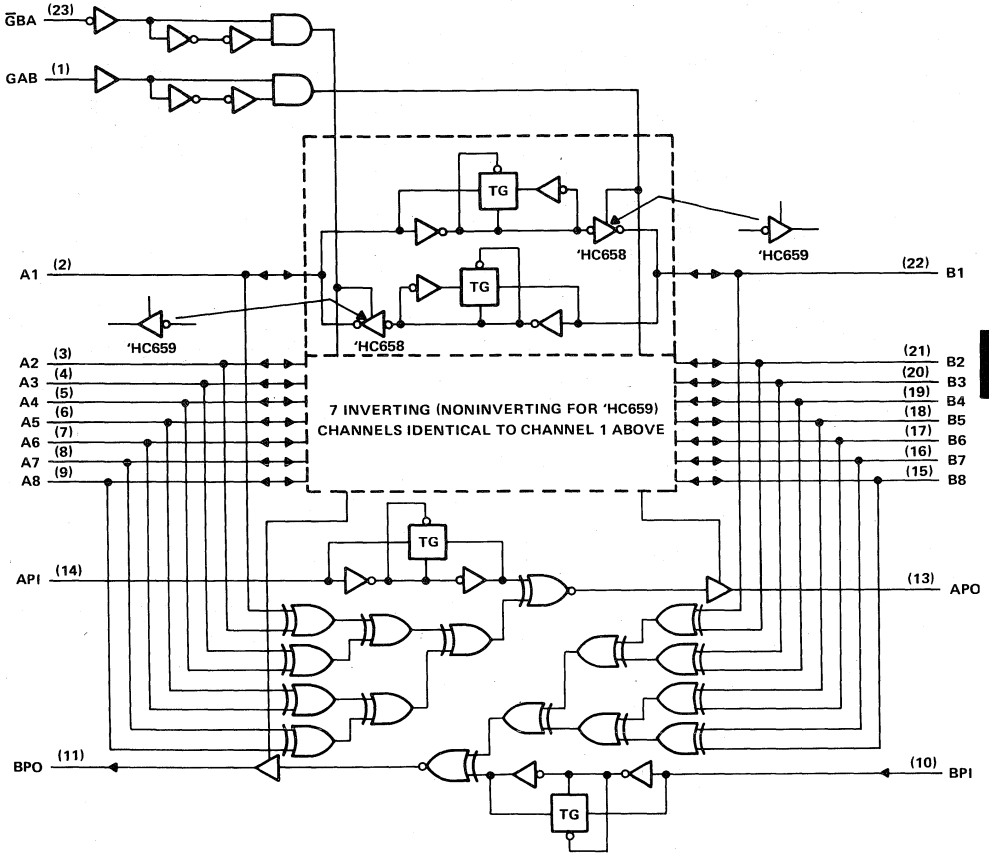 G̅BA (23)
GAB (1)
TG
'HC658
'HC659
A1 (2)
(22) B1
TG
'HC659
'HC658
A2 (3)
A3 (4)
A4 (5)
A5 (6)
A6 (7)
A7 (8)
A8 (9)
7 INVERTING (NONINVERTING FOR 'HC659)
CHANNELS IDENTICAL TO CHANNEL 1 ABOVE
(21) B2
(20) B3
(19) B4
(18) B5
(17) B6
(16) B7
(15) B8
TG
API (14)
(13) APO
BPO (11)
(10) BPI
TG